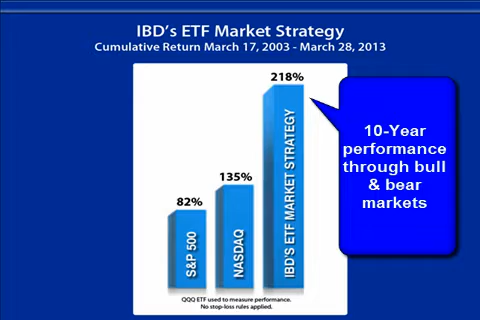 IBD's ETF Market Strategy
Cumulative Return March 17, 2003 - March 28, 2013
218%
135%
82%
S&P 500
NASDAQ
IBD'S ETF MARKET STRATEGY
10-Year
performance
through bull
& bear
markets
QQQ ETF used to measure performance.
No stop-loss rules applied.